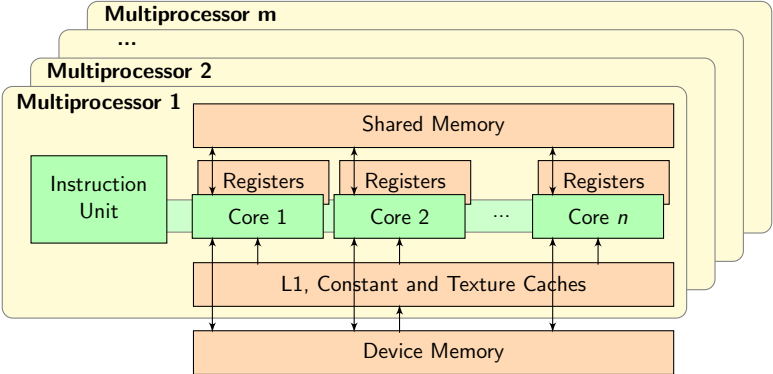 Multiprocessor m
...
Multiprocessor 2
Multiprocessor 1
Shared Memory
Instruction
Unit
Registers
Registers
Registers
Core 1
Core 2
...
Core n
L1, Constant and Texture Caches
Device Memory